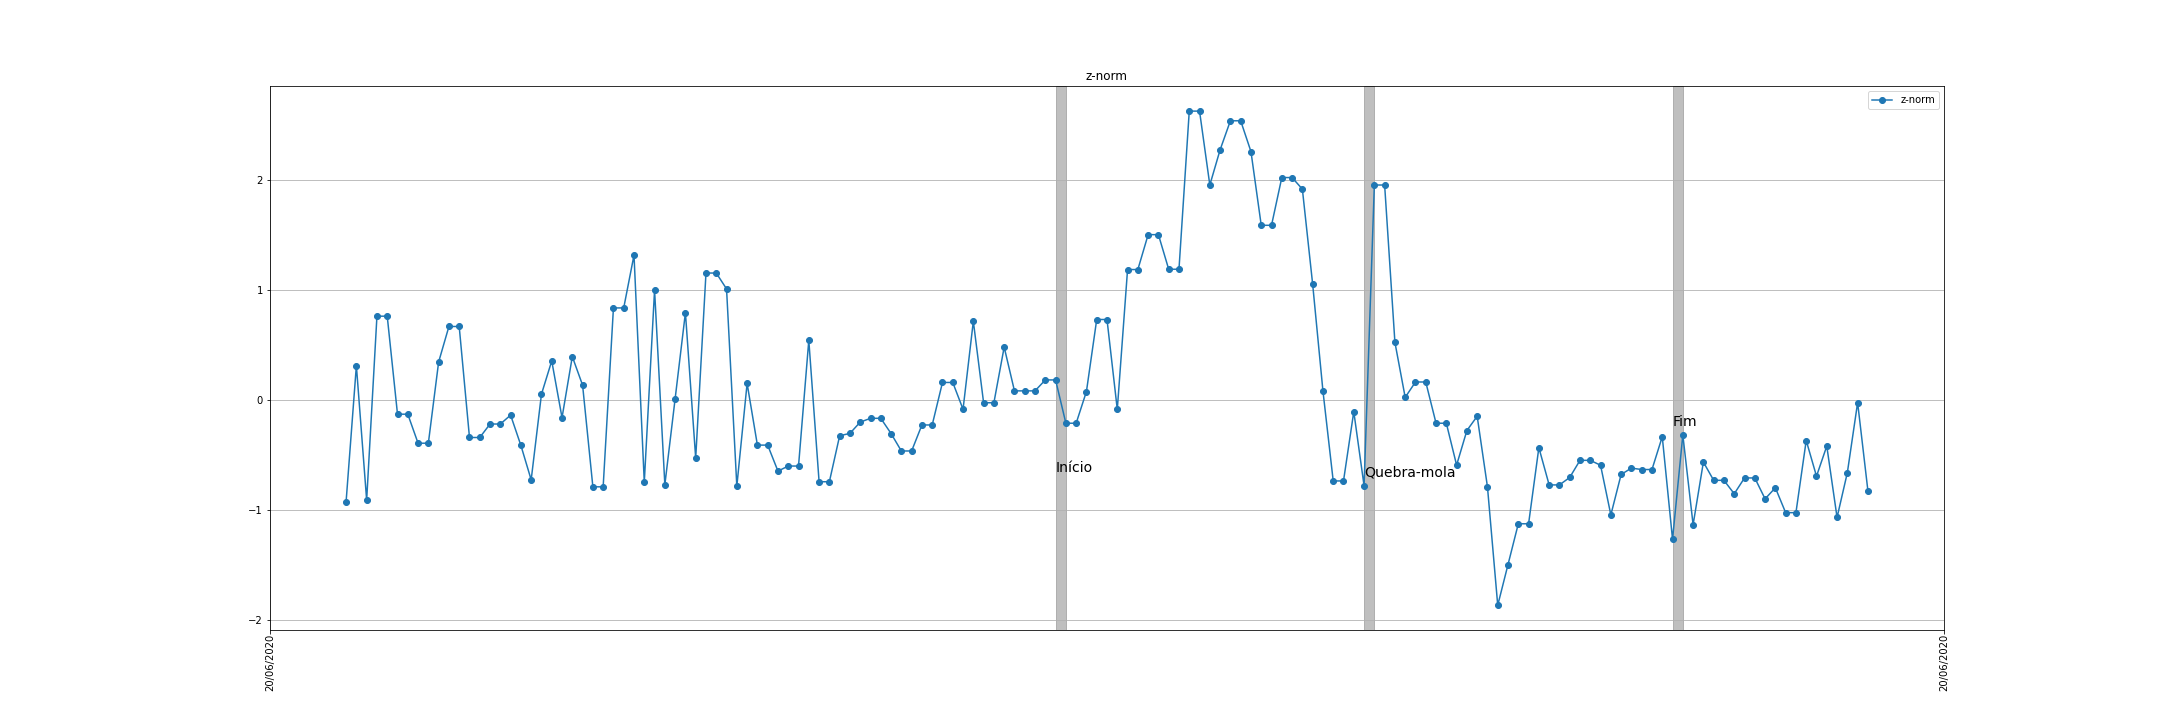 z-norm
z-norm
2
1
0
−1
−2
Início
Quebra-mola
Fim
20/06/2020
20/06/2020